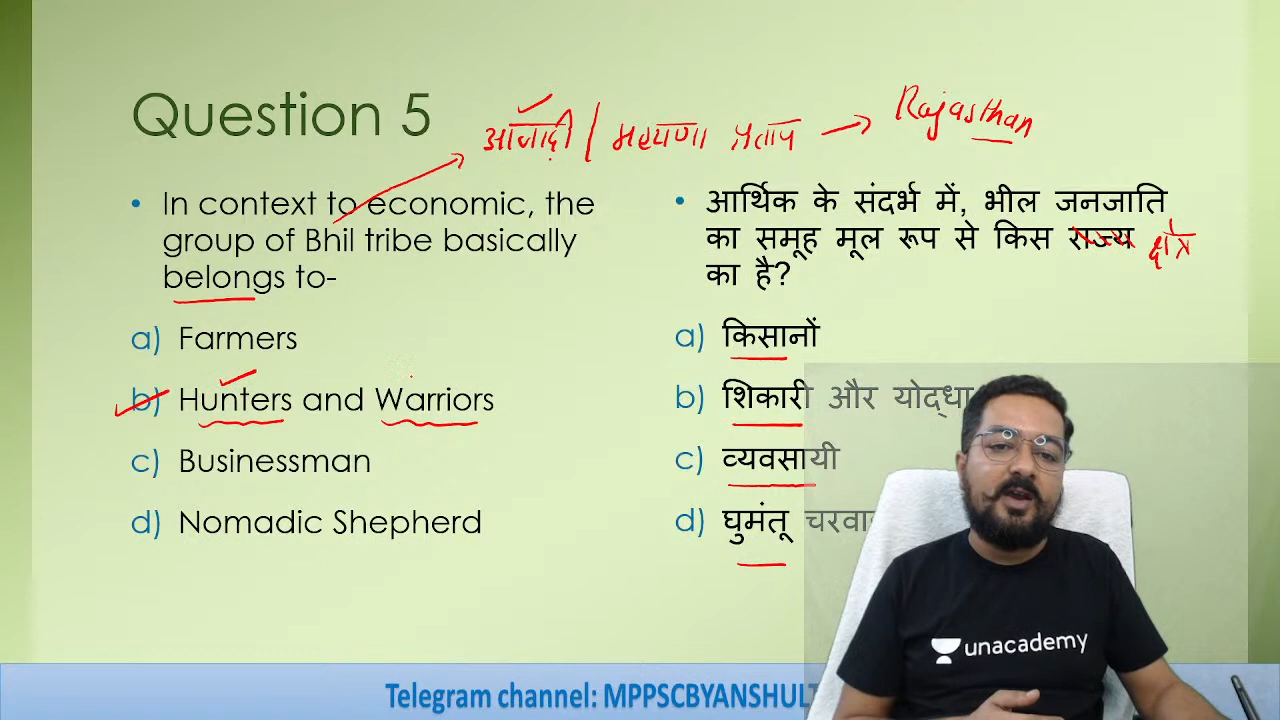 Question 5
आजादी / महाराणा प्रताप → Rajasthan
• In context to economic, the
group of Bhil tribe basically
belongs to-
a) Farmers
b) Hunters and Warriors
c) Businessman
d) Nomadic Shepherd
• आर्थिक के संदर्भ में, भील जनजाति
का समूह मूल रूप से किस राज्य क्षेत्र
का है?
a) किसानों
b) शिकारी और योद्धा
c) व्यवसायी
d) घुमंतू
unacademy
Telegram channel: MPPSCBYANSHULT